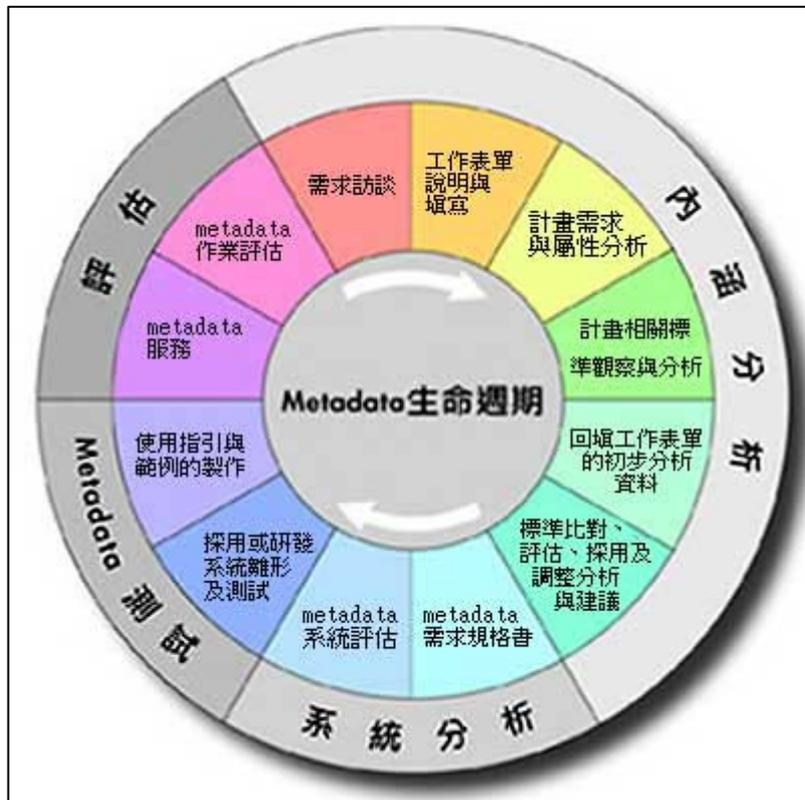 Metadata生命週期
需求訪談
工作表單
說明與
填寫
計畫需求
與屬性分析
計畫相關標
準觀察與分析
回填工作表單
的初步分析
資料
標準比對、
評估、採用及
調整分析
與建議
metadata
需求規格書
metadata
系統評估
採用或研發
系統雛形
及測試
使用指引與
範例的製作
metadata
服務
metadata
作業評估
內涵分析
系統分析
Metadata 測試
評估